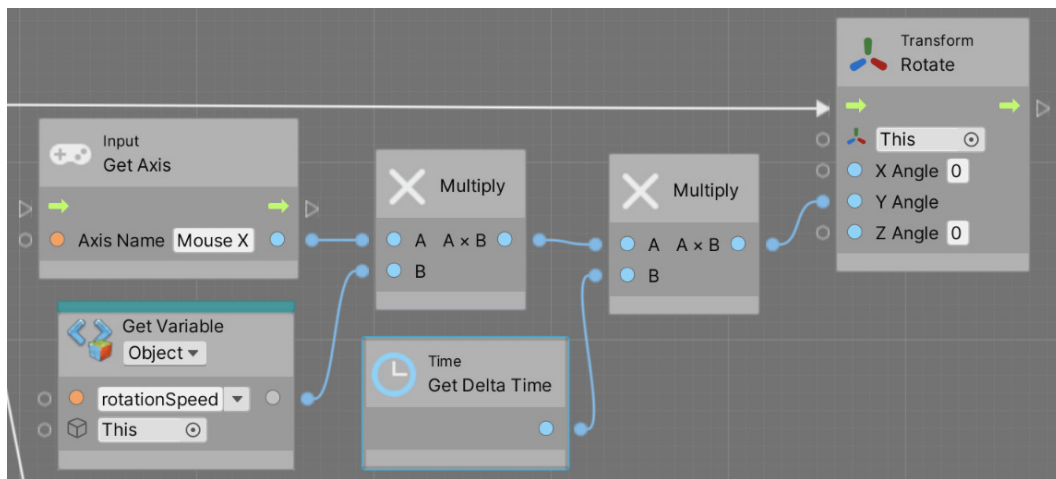 Transform
Rotate
This
X Angle 0
Y Angle
Z Angle 0
Input
Get Axis
Axis Name Mouse X
Multiply
A A × B
B
Multiply
A A × B
B
Get Variable
Object
rotationSpeed
This
Time
Get Delta Time